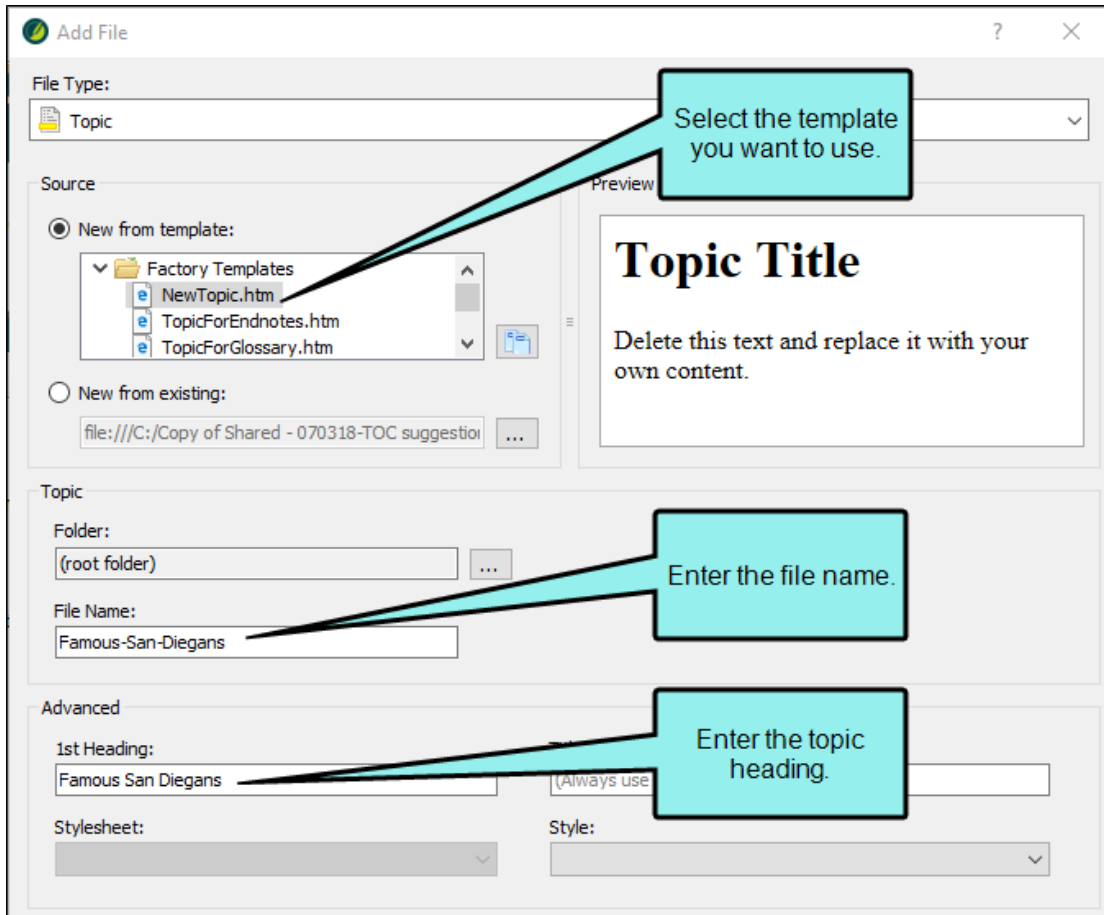 Add File
?
File Type:
Topic
Select the template
you want to use.
Source
Preview
New from template:
Factory Templates
NewTopic.htm
TopicForEndnotes.htm
TopicForGlossary.htm
Topic Title
Delete this text and replace it with your
own content.
New from existing:
file:///C:/Copy of Shared - 070318-TOC
...
Topic
Folder:
(root folder)
...
Enter the file name.
File Name:
Famous-San-Diegans
Advanced
1st Heading:
Enter the topic
heading.
Famous San Diegans
(Always use
Stylesheet:
Style: